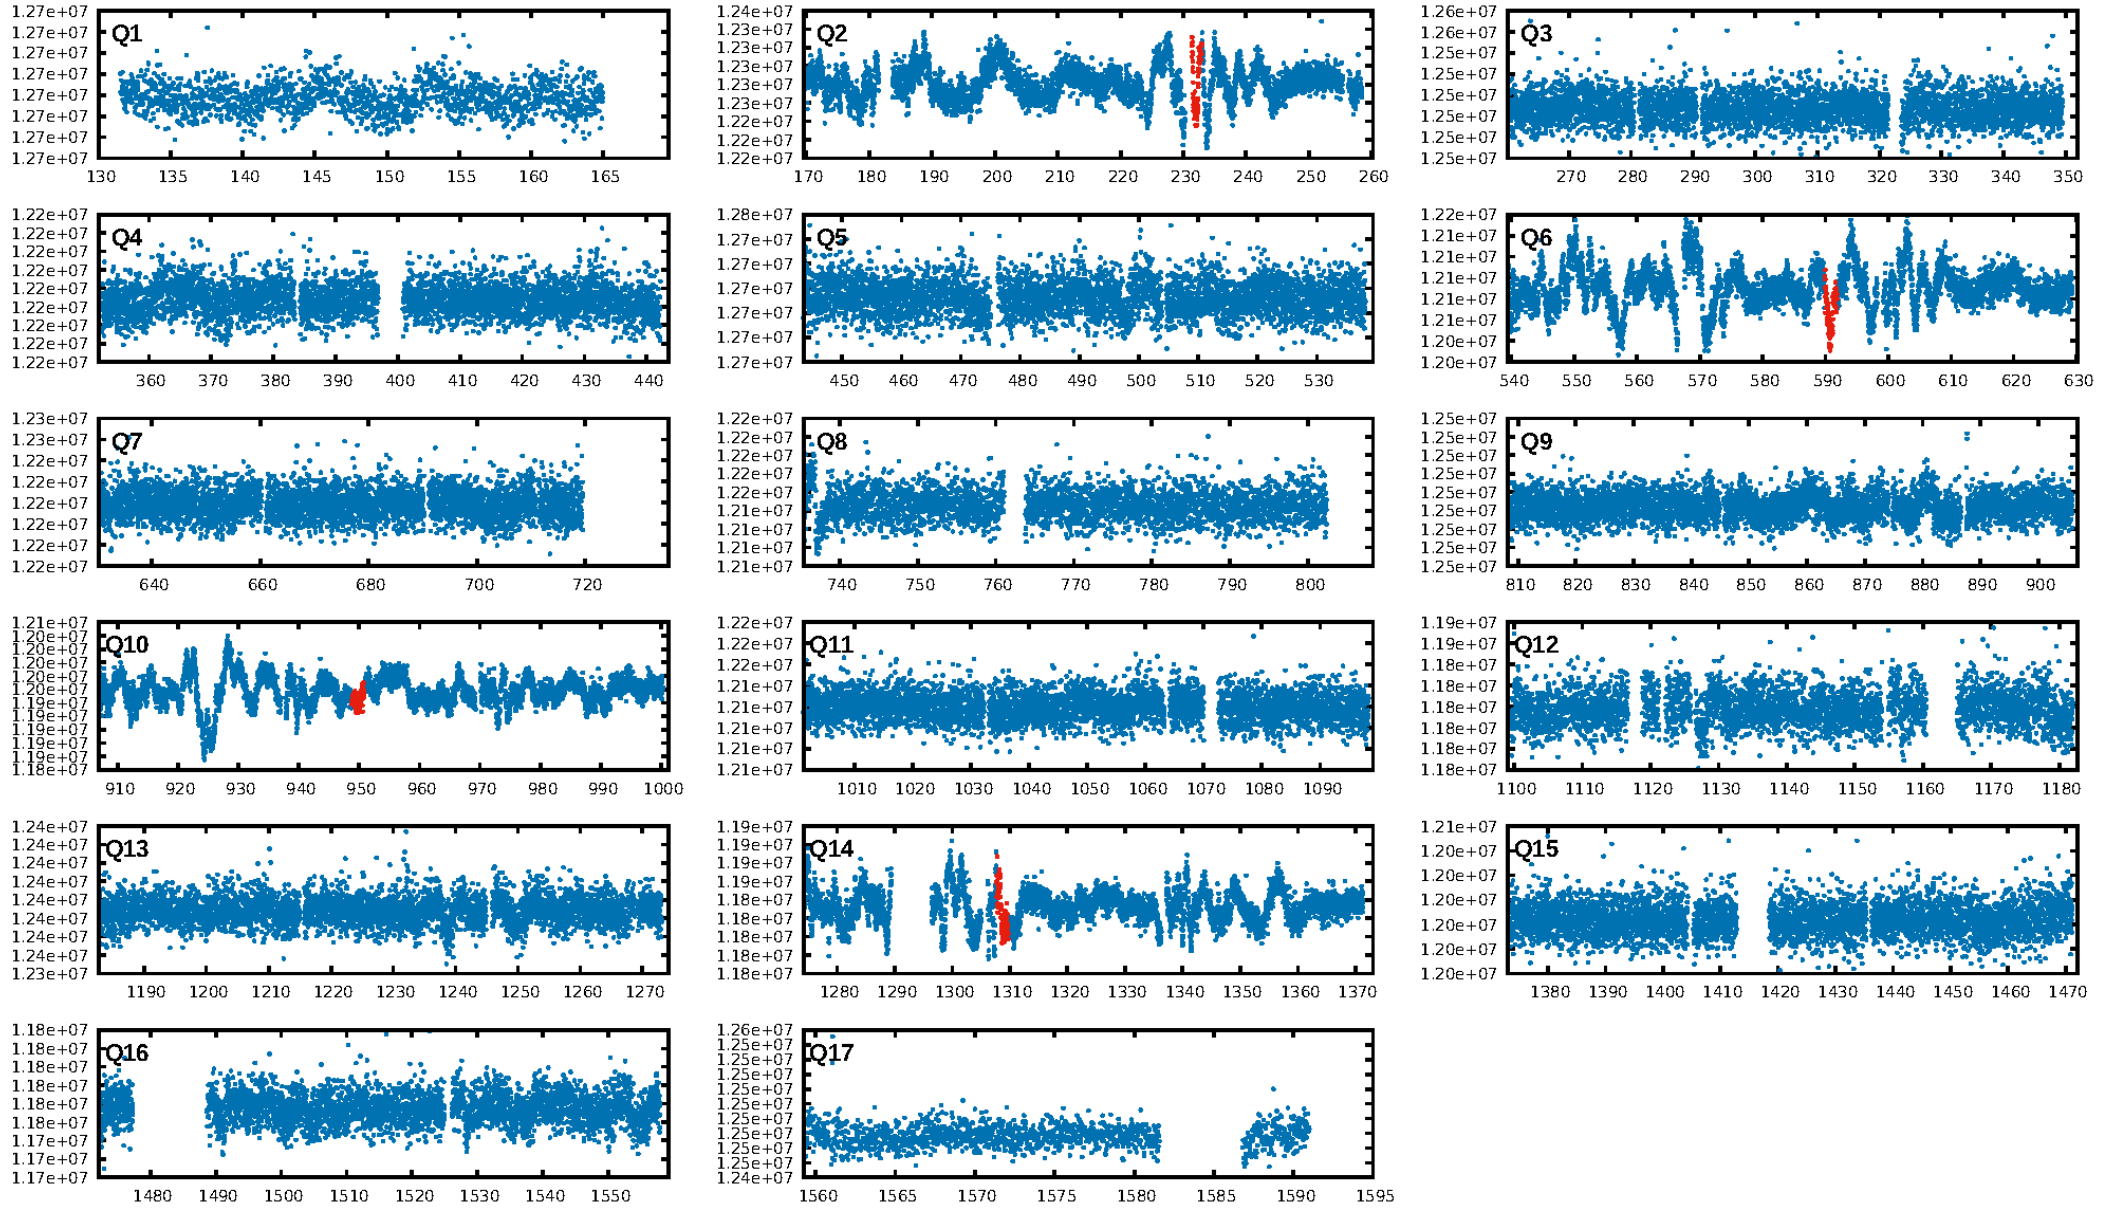 1.27e+07
1.27e+07
1.27e+07
1.27e+07
1.27e+07
1.27e+07
1.27e+07
1.27e+07
Q1
130 135 140 145 150 155 160 165
1.24e+07
1.23e+07
1.23e+07
1.23e+07
1.23e+07
1.23e+07
1.22e+07
1.22e+07
1.22e+07
Q2
170 180 190 200 210 220 230 240 250 260
1.26e+07
1.26e+07
1.25e+07
1.25e+07
1.25e+07
1.25e+07
1.25e+07
1.25e+07
Q3
270 280 290 300 310 320 330 340 350
1.22e+07
1.22e+07
1.22e+07
1.22e+07
1.22e+07
1.22e+07
1.22e+07
1.22e+07
1.22e+07
Q4
360 370 380 390 400 410 420 430 440
1.28e+07
1.27e+07
1.27e+07
1.27e+07
1.27e+07
1.27e+07
1.27e+07
Q5
450 460 470 480 490 500 510 520 530
1.22e+07
1.21e+07
1.21e+07
1.21e+07
1.21e+07
1.21e+07
1.20e+07
1.20e+07
Q6
540 550 560 570 580 590 600 610 620 630
1.23e+07
1.23e+07
1.22e+07
1.22e+07
1.22e+07
1.22e+07
1.22e+07
1.22e+07
Q7
640 660 680 700 720
1.22e+07
1.22e+07
1.22e+07
1.22e+07
1.22e+07
1.21e+07
1.21e+07
1.21e+07
1.21e+07
Q8
740 750 760 770 780 790 800
1.25e+07
1.25e+07
1.25e+07
1.25e+07
1.25e+07
1.25e+07
1.25e+07
1.25e+07
1.25e+07
Q9
810 820 830 840 850 860 870 880 890 900
1.21e+07
1.20e+07
1.20e+07
1.20e+07
1.20e+07
1.20e+07
1.19e+07
1.19e+07
1.19e+07
1.19e+07
1.19e+07
1.18e+07
Q10
910 920 930 940 950 960 970 980 990 1000
1.22e+07
1.22e+07
1.22e+07
1.21e+07
1.21e+07
1.21e+07
1.21e+07
1.21e+07
Q11
1010 1020 1030 1040 1050 1060 1070 1080 1090
1.19e+07
1.19e+07
1.18e+07
1.18e+07
1.18e+07
1.18e+07
1.18e+07
1.18e+07
Q12
1100 1110 1120 1130 1140 1150 1160 1170 1180
1.24e+07
1.24e+07
1.24e+07
1.24e+07
1.24e+07
1.24e+07
1.24e+07
1.24e+07
1.23e+07
Q13
1190 1200 1210 1220 1230 1240 1250 1260 1270
1.19e+07
1.19e+07
1.19e+07
1.19e+07
1.18e+07
1.18e+07
1.18e+07
1.18e+07
1.18e+07
Q14
1280 1290 1300 1310 1320 1330 1340 1350 1360 1370
1.21e+07
1.20e+07
1.20e+07
1.20e+07
1.20e+07
1.20e+07
1.20e+07
Q15
1380 1390 1400 1410 1420 1430 1440 1450 1460 1470
1.18e+07
1.18e+07
1.18e+07
1.18e+07
1.18e+07
1.18e+07
1.17e+07
1.17e+07
1.17e+07
Q16
1480 1490 1500 1510 1520 1530 1540 1550
1.26e+07
1.25e+07
1.25e+07
1.25e+07
1.25e+07
1.25e+07
1.25e+07
1.25e+07
1.25e+07
1.25e+07
1.24e+07
Q17
1560 1565 1570 1575 1580 1585 1590 1595